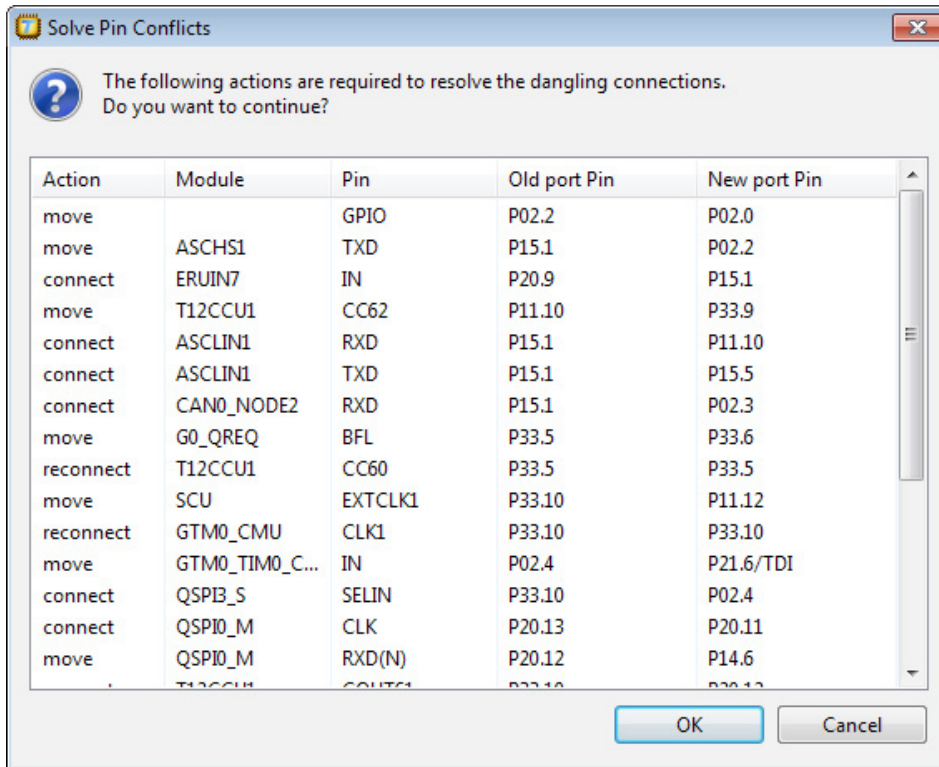 Solve Pin Conflicts
The following actions are required to resolve the dangling connections.
Do you want to continue?
Action Module Pin Old port Pin New port Pin
move GPIO P02.2 P02.0
move ASCHS1 TXD P15.1 P02.2
connect ERUIN7 IN P20.9 P15.1
move T12CCU1 CC62 P11.10 P33.9
connect ASCLIN1 RXD P15.1 P11.10
connect ASCLIN1 TXD P15.1 P15.5
connect CAN0_NODE2 RXD P15.1 P02.3
move G0_QREQ BFL P33.5 P33.6
reconnect T12CCU1 CC60 P33.5 P33.5
move SCU EXTCLK1 P33.10 P11.12
reconnect GTM0_CMU CLK1 P33.10 P33.10
move GTM0_TIM0_C... IN P02.4 P21.6/TDI
connect QSPI3_S SELIN P33.10 P02.4
connect QSPI0_M CLK P20.13 P20.11
move QSPI0_M RXD(N) P20.12 P14.6
OK Cancel